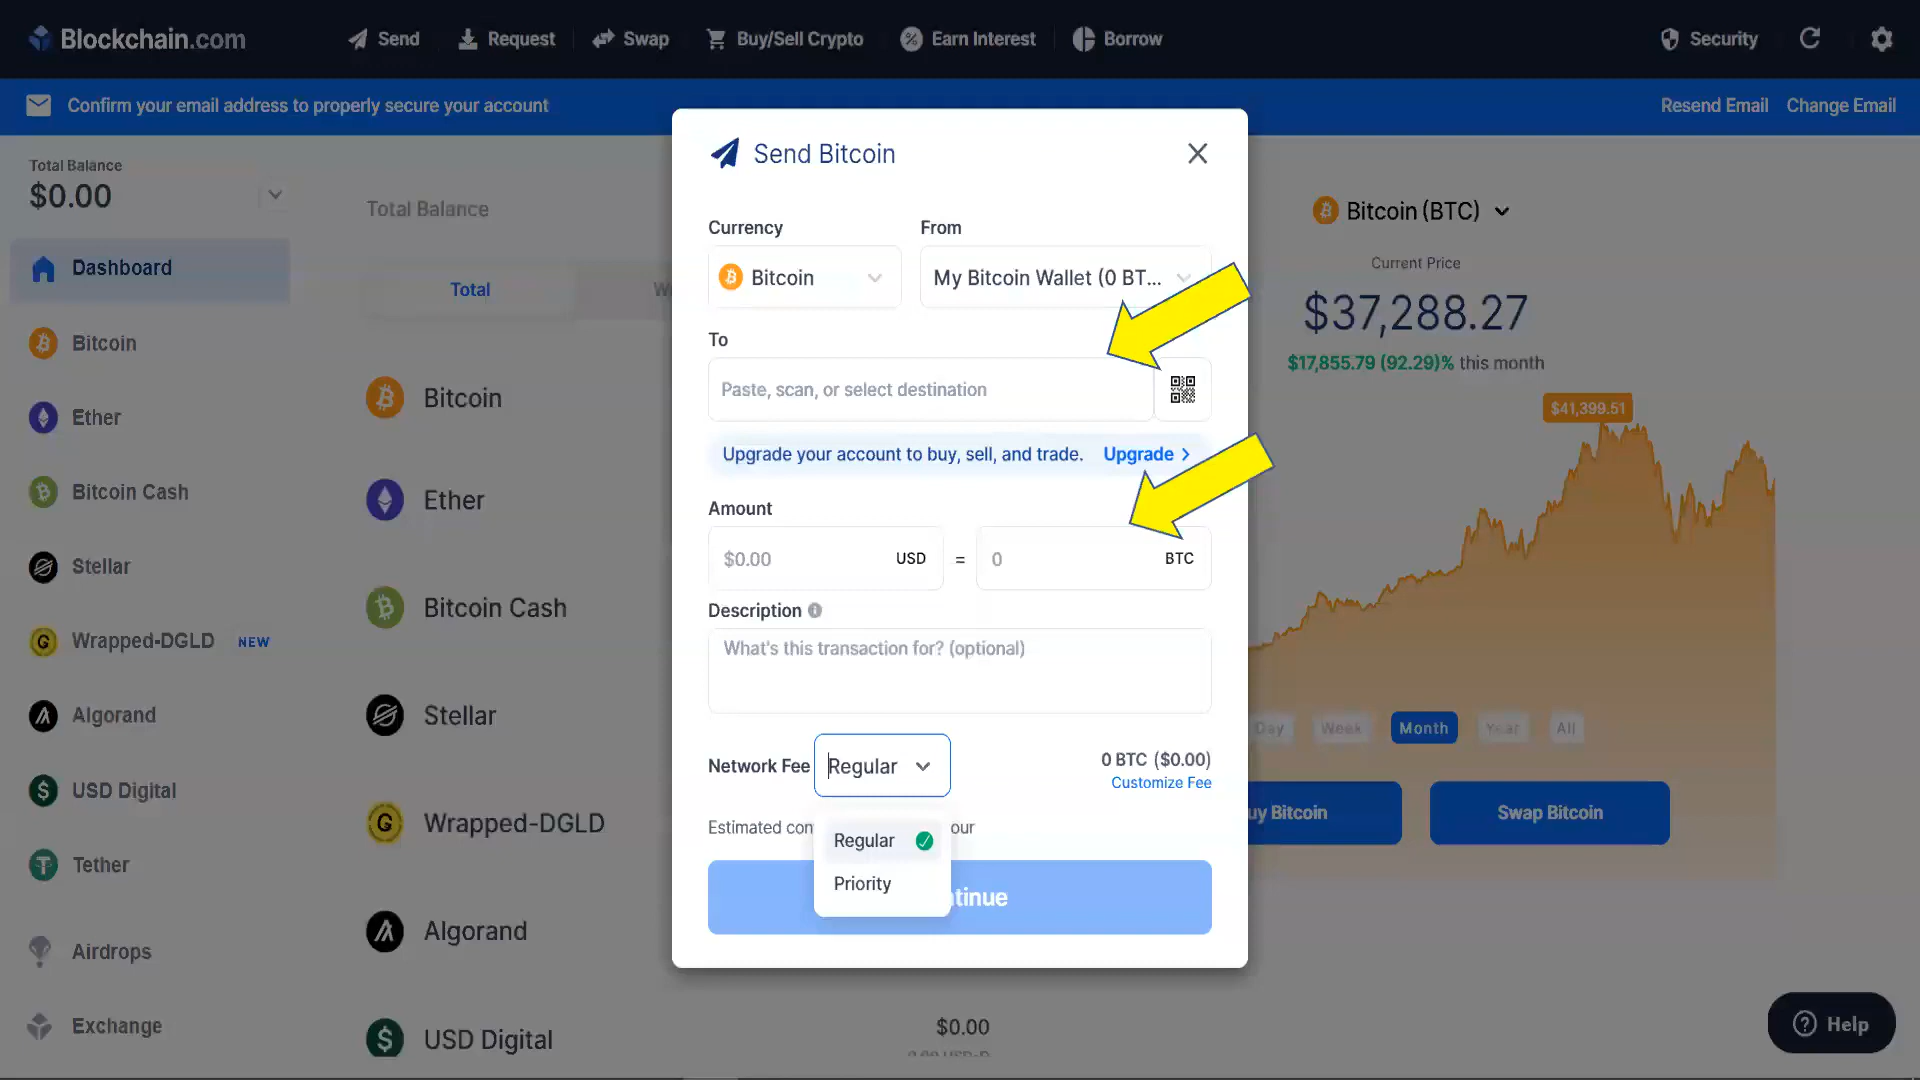 Blockchain.com
Send
Request
Swap
Buy/Sell Crypto
Earn Interest
Borrow
Security
Confirm your email address to properly secure your account
Resend Email
Change Email
Total Balance
$0.00
Dashboard
Bitcoin
Ether
Bitcoin Cash
Stellar
Wrapped-DGLD NEW
Algorand
USD Digital
Tether
Airdrops
Exchange
Total Balance
Total
W
Bitcoin
Ether
Bitcoin Cash
Stellar
Wrapped-DGLD
Algorand
USD Digital
$0.00
Send Bitcoin
Currency
From
Bitcoin
My Bitcoin Wallet (0 BT...
To
Paste, scan, or select destination
Upgrade your account to buy, sell, and trade. Upgrade >
Amount
$0.00 USD = 0 BTC
Description
What's this transaction for? (optional)
Network Fee Regular
0 BTC ($0.00)
Customize Fee
Estimated con our
Regular
Priority
tinue
Bitcoin (BTC)
Current Price
$37,288.27
$17,855.79 (92.29)% this month
$41,399.51
Day
Week
Month
Year
All
uy Bitcoin
Swap Bitcoin
Help